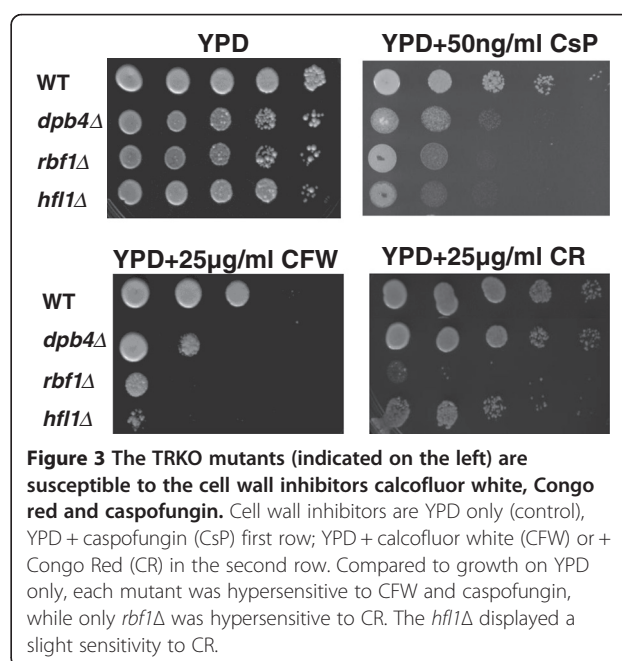 YPD YPD+50ng/ml CsP
WT
dpb4Δ
rbf1Δ
hfl1Δ
YPD+25µg/ml CFW YPD+25µg/ml CR
WT
dpb4Δ
rbf1Δ
hfl1Δ
Figure 3 The TRKO mutants (indicated on the left) are
susceptible to the cell wall inhibitors calcofluor white, Congo
red and caspofungin. Cell wall inhibitors are YPD only (control),
YPD + caspofungin (CsP) first row; YPD + calcofluor white (CFW) or +
Congo Red (CR) in the second row. Compared to growth on YPD
only, each mutant was hypersensitive to CFW and caspofungin,
while only rbf1Δ was hypersensitive to CR. The hfl1Δ displayed a
slight sensitivity to CR.